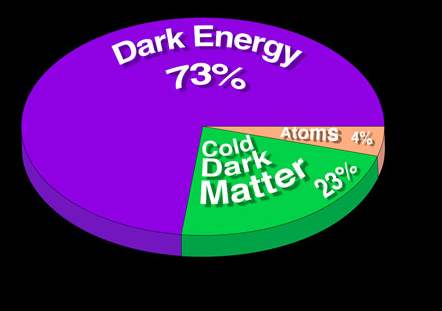 Dark Energy
73%
Atoms 4%
Cold
Dark
Matter
23%